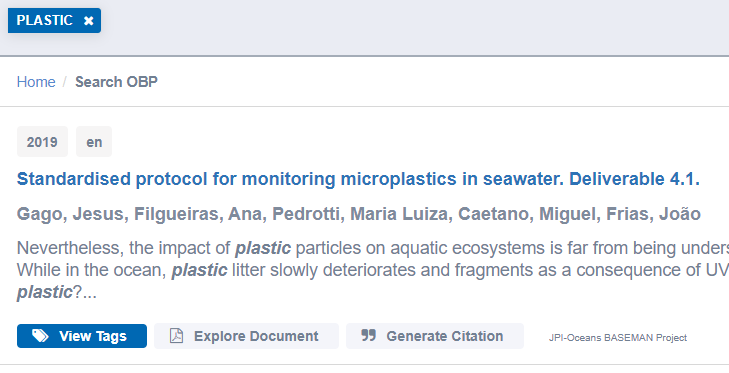 PLASTIC ×
Home / Search OBP
2019 en
Standardised protocol for monitoring microplastics in seawater. Deliverable 4.1.
Gago, Jesus, Filgueiras, Ana, Pedrotti, Maria Luiza, Caetano, Miguel, Frias, João
Nevertheless, the impact of plastic particles on aquatic ecosystems is far from being unders
While in the ocean, plastic litter slowly deteriorates and fragments as a consequence of UV
plastic?...
View Tags Explore Document Generate Citation JPI-Oceans BASEMAN Project